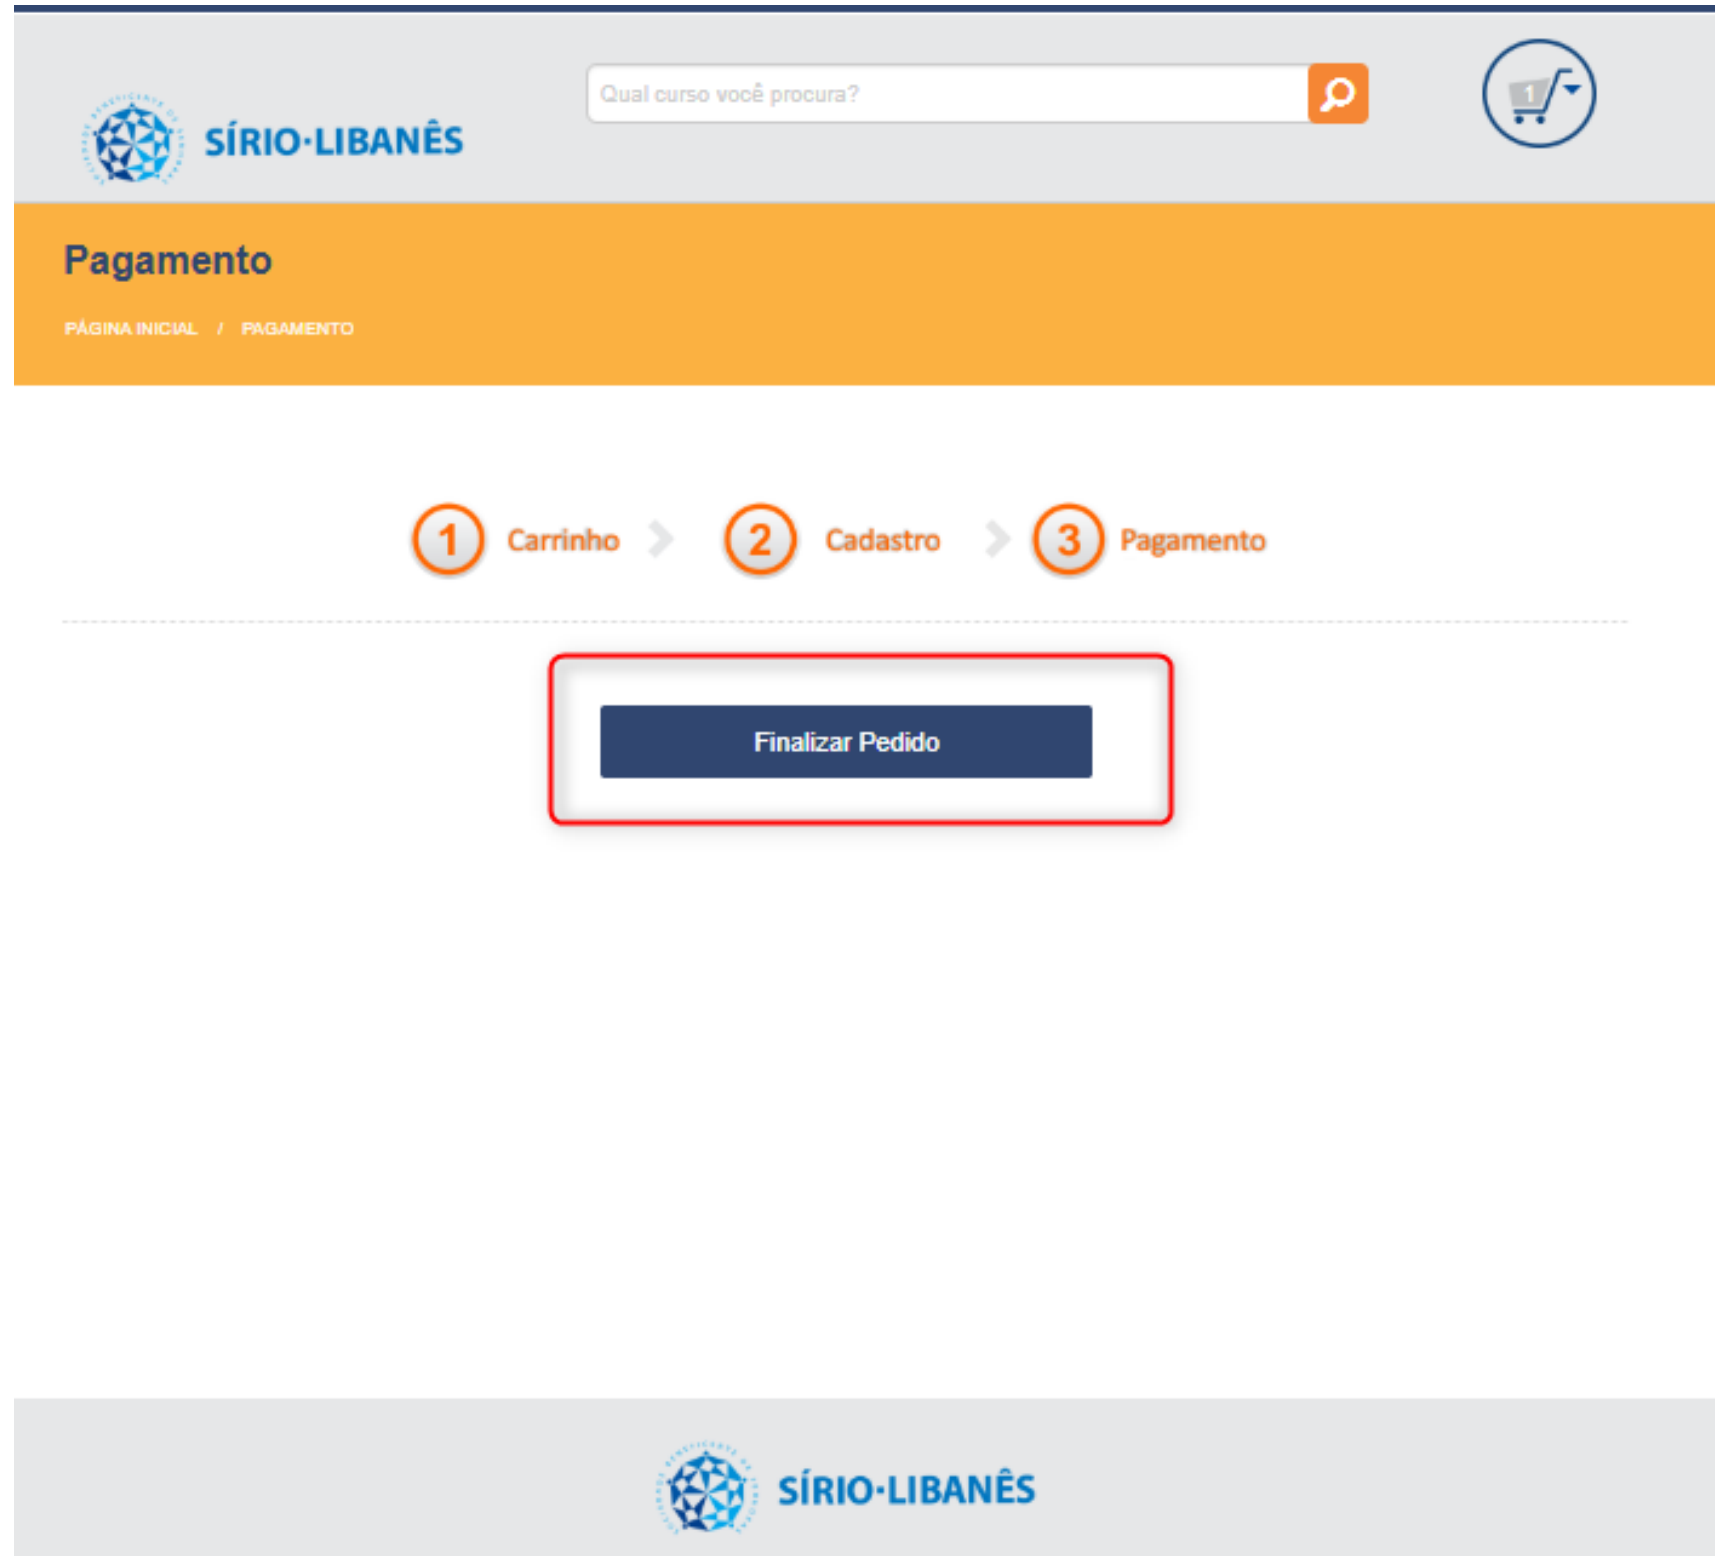 Qual curso você procura?
1
SÍRIO·LIBANÊS
Pagamento
PÁGINA INICIAL / PAGAMENTO
1 Carrinho 2 Cadastro 3 Pagamento
Finalizar Pedido
SÍRIO·LIBANÊS